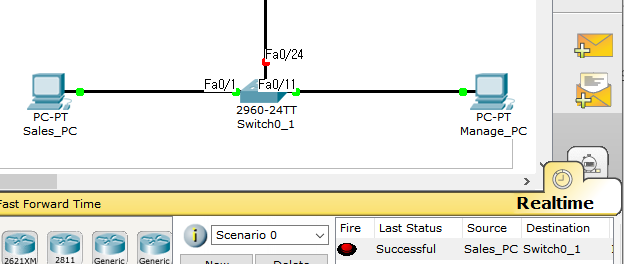 Fa0/24
Fa0/1
Fa0/11
PC-PT
Sales_PC
2960-24TT
Switch0_1
PC-PT
Manage_PC
Fast Forward Time
Realtime
Scenario 0
Fire Last Status Source Destination
Successful Sales_PC Switch0_1
2621XM 2811 Generic Generic
New Delete